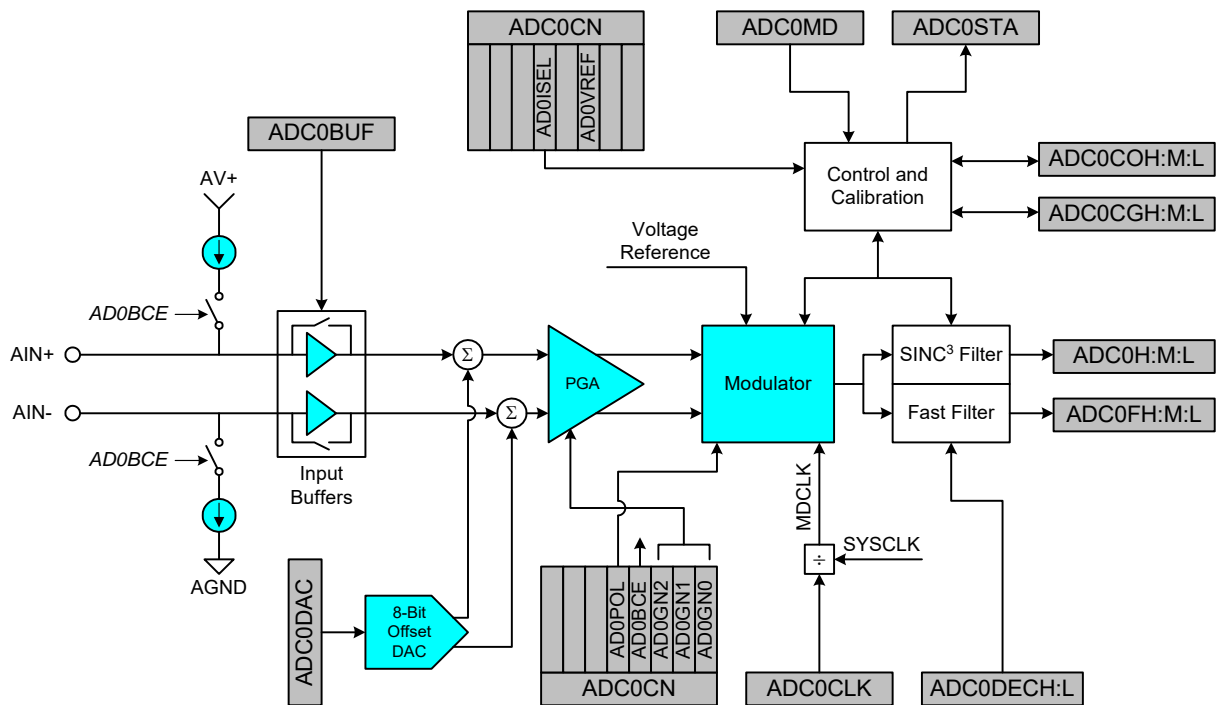 ADC0CN
AD0ISEL
AD0VREF
ADC0MD
ADC0STA
ADC0BUF
AV+
Control and
Calibration
ADC0COH:M:L
ADC0CGH:M:L
Voltage
Reference
AD0BCE
AIN+
Σ
PGA
Modulator
SINC³ Filter
ADC0H:M:L
AIN-
Σ
Fast Filter
ADC0FH:M:L
AD0BCE
Input
Buffers
MDCLK
SYSCLK
÷
AGND
ADC0DAC
8-Bit
Offset
DAC
AD0POL
AD0BCE
AD0GN2
AD0GN1
AD0GN0
ADC0CN
ADC0CLK
ADC0DECH:L